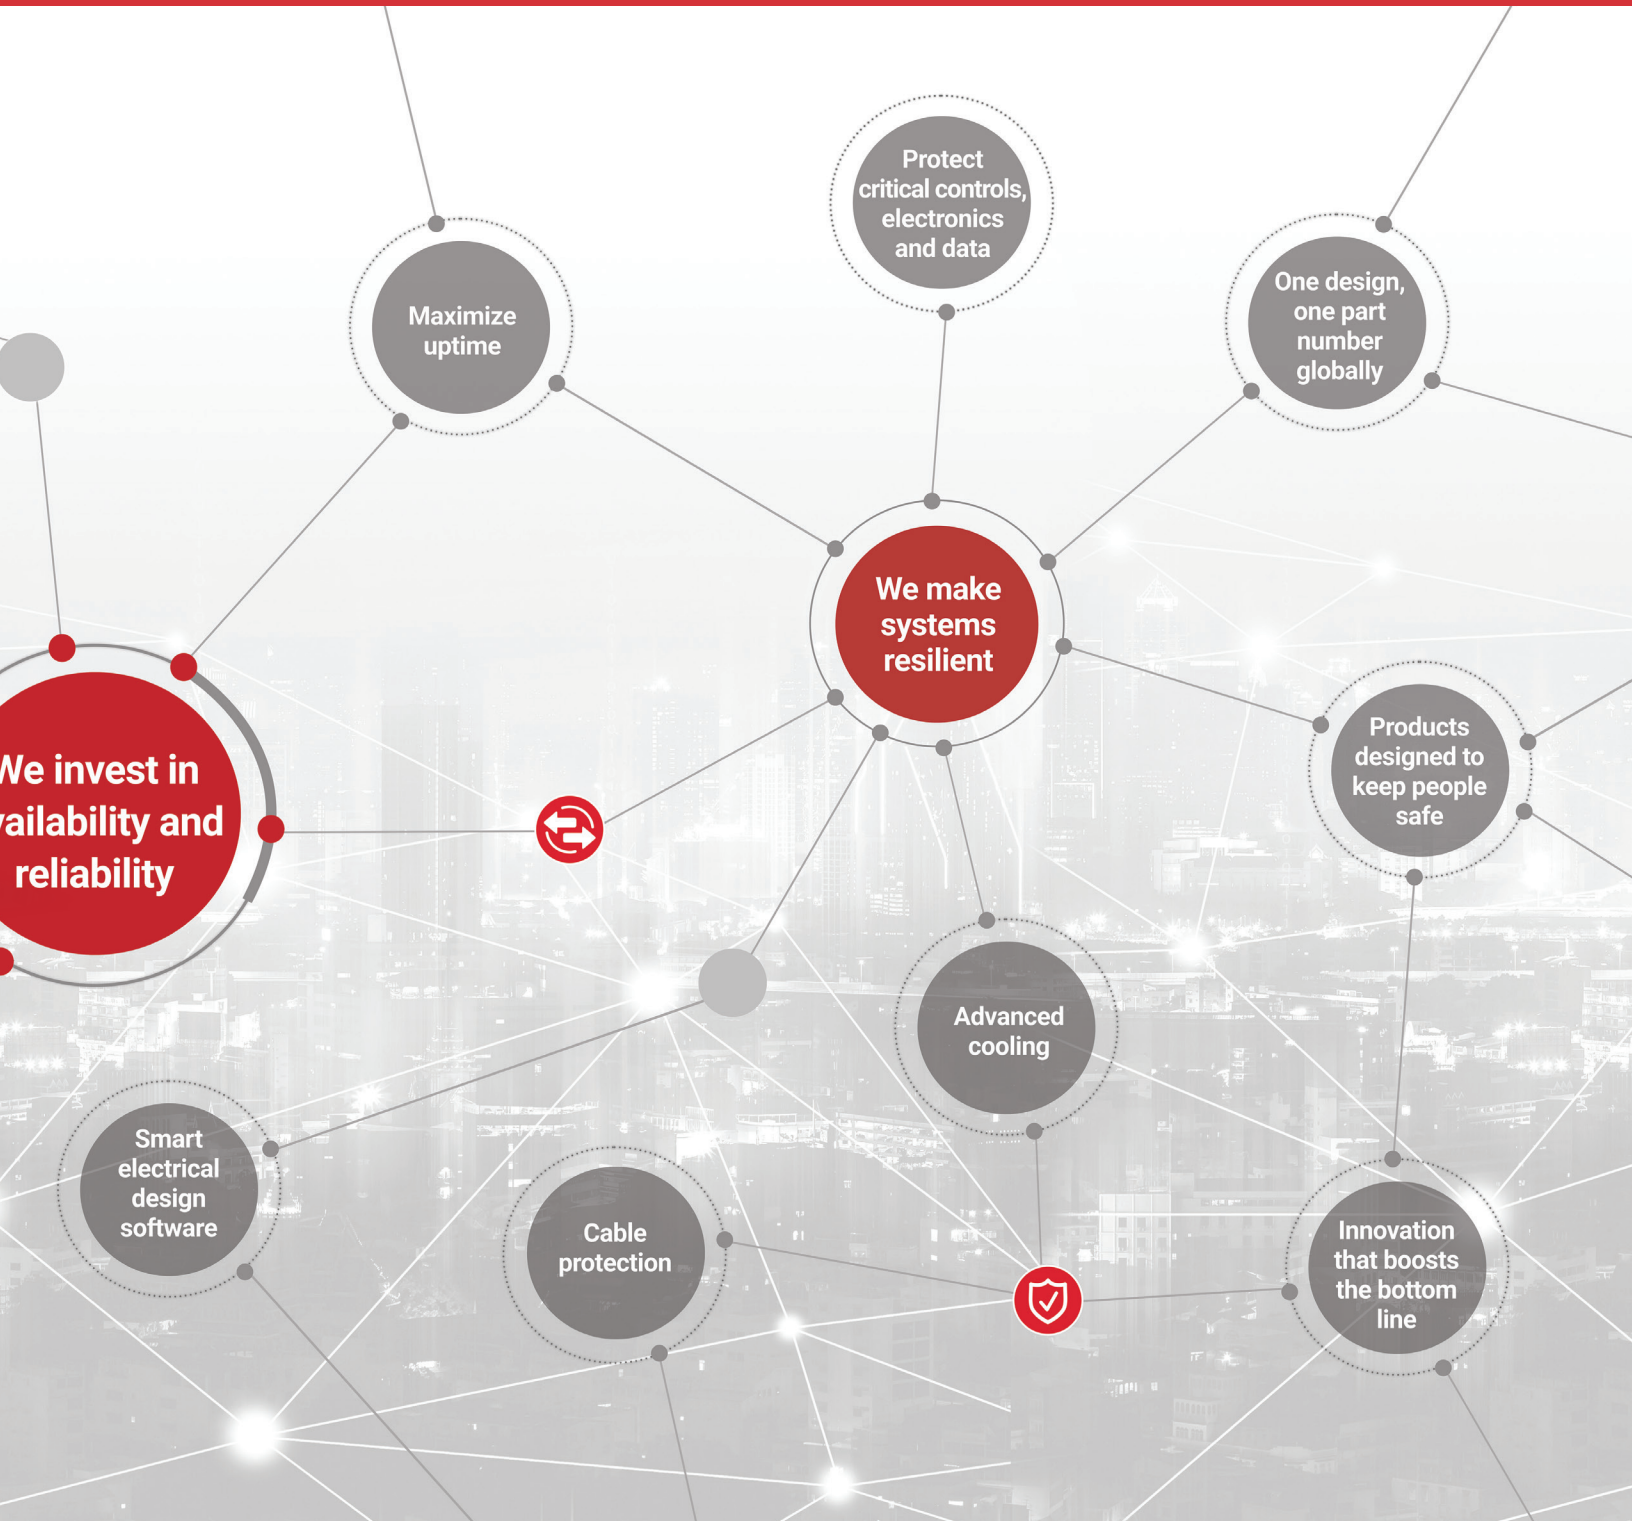 Protect
critical controls,
electronics
and data
Maximize
uptime
One design,
one part
number
globally
We make
systems
resilient
We invest in
availability and
reliability
Products
designed to
keep people
safe
Advanced
cooling
Smart
electrical
design
software
Cable
protection
Innovation
that boosts
the bottom
line